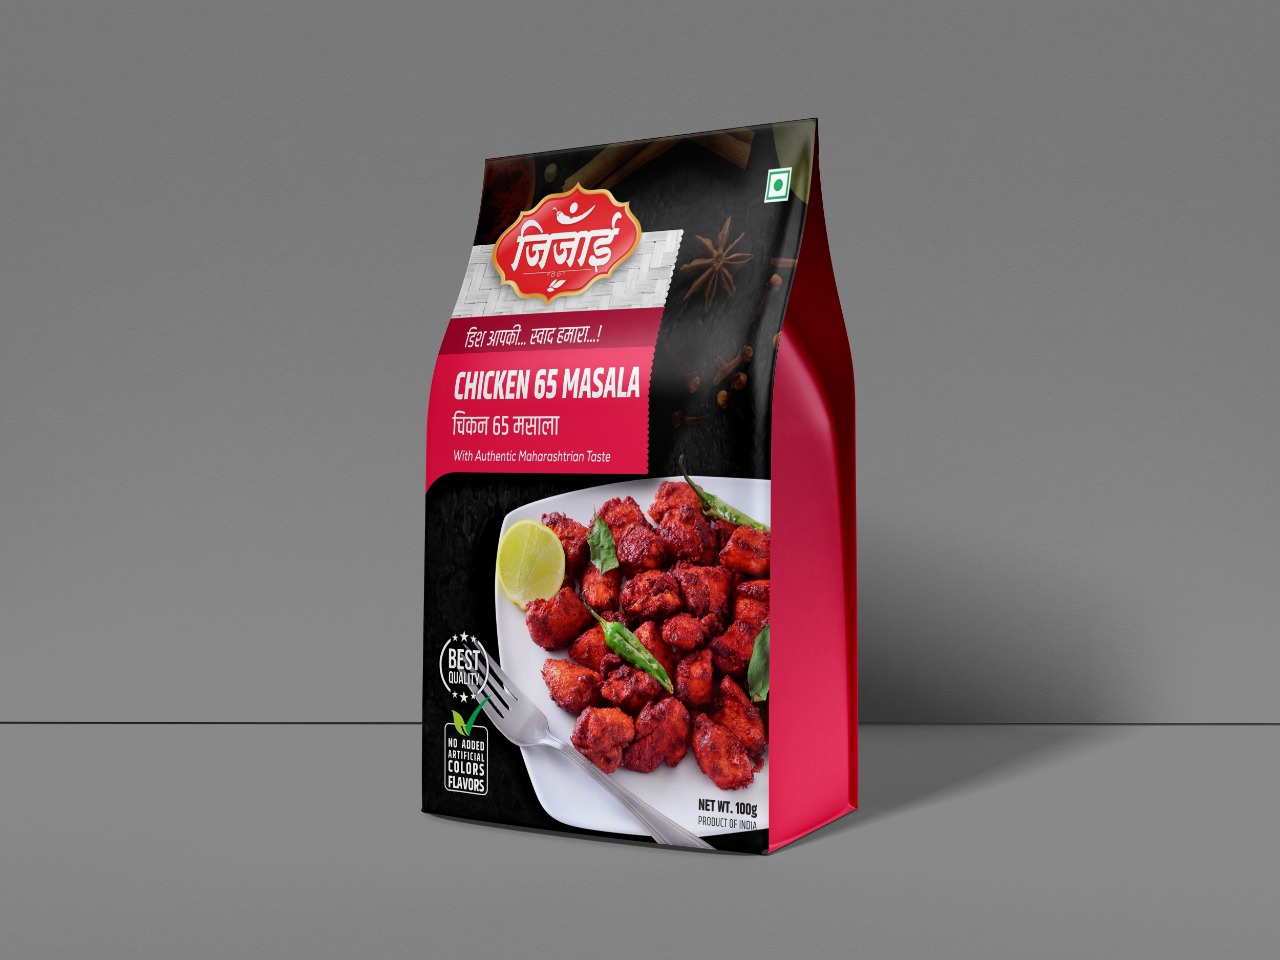 जिजाई
डिश आपकी... स्वाद हमारा...!
CHICKEN 65 MASALA
चिकन 65 मसाला
With Authentic Maharashtrian Taste
BEST
QUALITY
NO ADDED
ARTIFICIAL
COLORS
FLAVORS
NET WT. 100g
PRODUCT OF INDIA